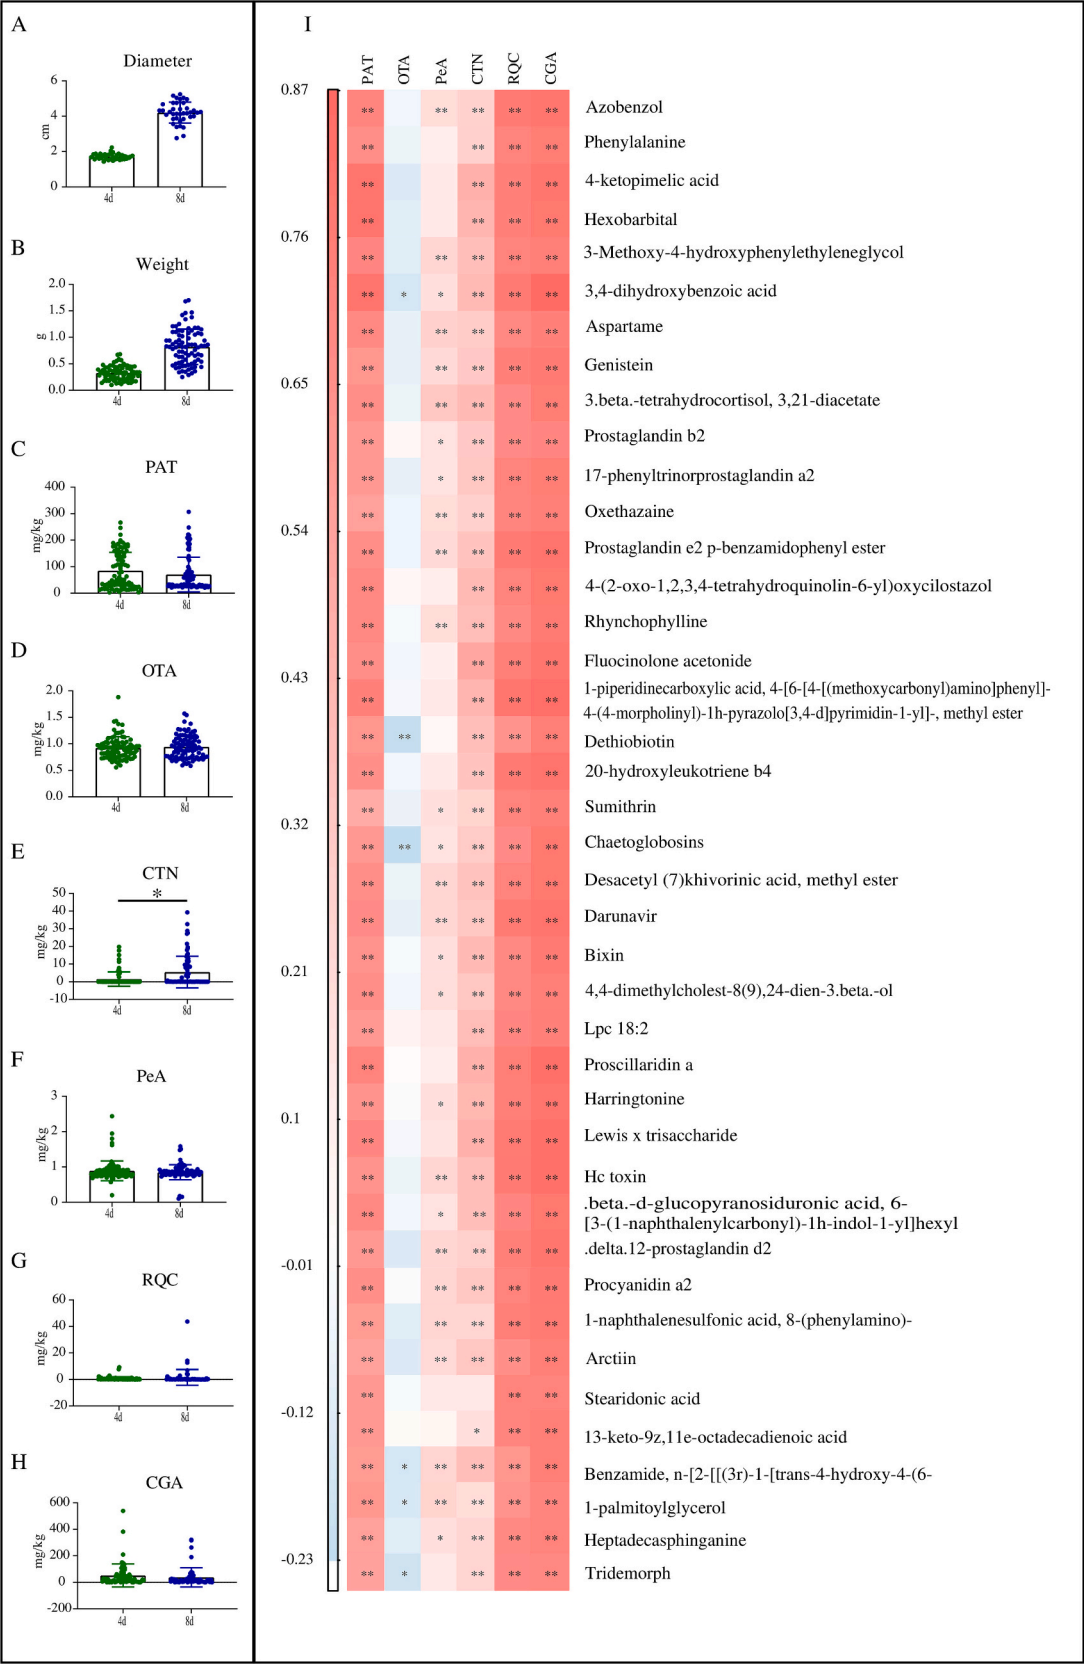 A
Diameter
6
4
2
0
cm
4d
8d
B
Weight
2.0
1.5
1.0
0.5
0.0
g
4d
8d
C
PAT
400
300
200
100
0
mg/kg
4d
8d
D
OTA
2.0
1.5
1.0
0.5
0.0
mg/kg
4d
8d
E
CTN
*
50
40
30
20
10
0
-10
mg/kg
4d
8d
F
PeA
3
2
1
0
mg/kg
4d
8d
G
RQC
60
40
20
0
-20
mg/kg
4d
8d
H
CGA
600
400
200
0
-200
mg/kg
4d
8d
I
PAT OTA PeA CTN RQC CGA
0.87
0.76
0.65
0.54
0.43
0.32
0.21
0.1
-0.01
-0.12
-0.23
** ** ** ** ** Azobenzol
** ** ** ** Phenylalanine
** ** ** ** 4-ketopimelic acid
** ** ** ** Hexobarbital
** ** ** ** ** 3-Methoxy-4-hydroxyphenylethyleneglycol
** * * ** ** ** 3,4-dihydroxybenzoic acid
** ** ** ** ** Aspartame
** ** ** ** ** Genistein
** ** ** ** ** 3.beta.-tetrahydrocortisol, 3,21-diacetate
** * ** ** ** Prostaglandin b2
** * ** ** ** 17-phenyltrinorprostaglandin a2
** ** ** ** ** Oxethazaine
** ** ** ** ** Prostaglandin e2 p-benzamidophenyl ester
** ** ** ** 4-(2-oxo-1,2,3,4-tetrahydroquinolin-6-yl)oxycilostazol
** ** ** ** ** Rhynchophylline
** ** ** ** Fluocinolone acetonide
** ** ** ** 1-piperidinecarboxylic acid, 4-[6-[4-[(methoxycarbonyl)amino]phenyl]-
4-(4-morpholinyl)-1h-pyrazolo[3,4-d]pyrimidin-1-yl]-, methyl ester
** ** ** ** ** Dethiobiotin
** ** ** ** 20-hydroxyleukotriene b4
** * ** ** ** Sumithrin
** ** * ** ** ** Chaetoglobosins
** ** ** ** ** Desacetyl (7)khivorinic acid, methyl ester
** ** ** ** ** Darunavir
** * ** ** ** Bixin
** * ** ** ** 4,4-dimethylcholest-8(9),24-dien-3.beta.-ol
** ** ** ** Lpc 18:2
** ** ** ** Proscillaridin a
** * ** ** ** Harringtonine
** ** ** ** Lewis x trisaccharide
** ** ** ** ** Hc toxin
** * ** ** ** .beta.-d-glucopyranosiduronic acid, 6-
[3-(1-naphthalenylcarbonyl)-1h-indol-1-yl]hexyl
** ** ** ** ** .delta.12-prostaglandin d2
** ** ** ** ** Procyanidin a2
** ** ** ** ** 1-naphthalenesulfonic acid, 8-(phenylamino)-
** ** ** ** ** Arctiin
** ** ** Stearidonic acid
** * ** ** 13-keto-9z,11e-octadecadienoic acid
** * ** ** ** ** Benzamide, n-[2-[[(3r)-1-[trans-4-hydroxy-4-(6-
** * ** ** ** ** 1-palmitoylglycerol
** * ** ** ** Heptadecasphinganine
** * ** ** ** Tridemorph